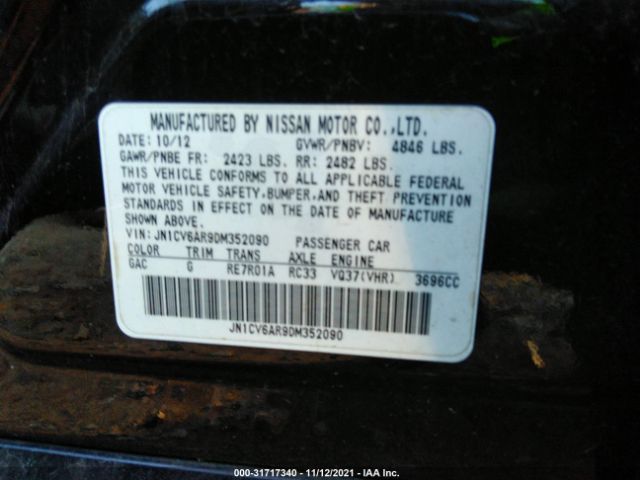 MANUFACTURED BY NISSAN MOTOR CO.,LTD.
DATE: 10/12 GVWR/PNBV: 4846 LBS.
GAWR/PNBE FR: 2423 LBS. RR: 2482 LBS.
THIS VEHICLE CONFORMS TO ALL APPLICABLE FEDERAL
MOTOR VEHICLE SAFETY,BUMPER,AND THEFT PREVENTION
STANDARDS IN EFFECT ON THE DATE OF MANUFACTURE
SHOWN ABOVE.
VIN:JN1CV6AR9DM352090 PASSENGER CAR
COLOR TRIM TRANS AXLE ENGINE
GAC G RE7R01A RC33 VQ37(VHR) 3696CC
JN1CV6AR9DM352090
000-31717340 - 11/12/2021 - IAA Inc.